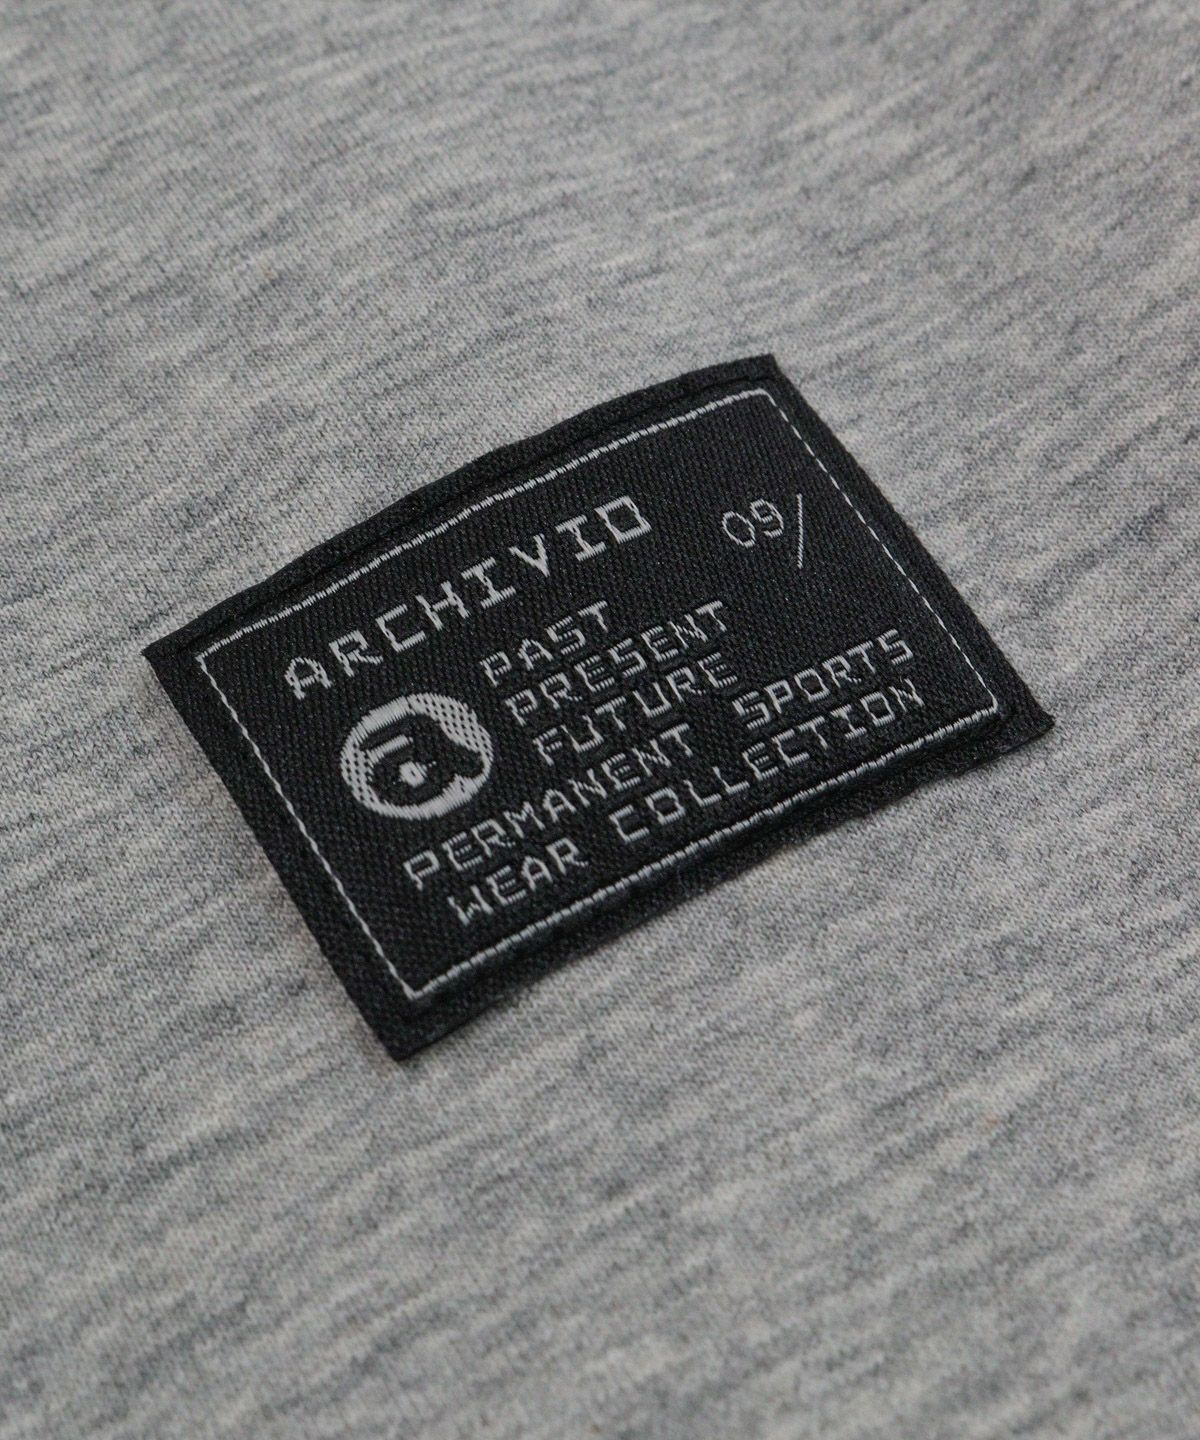 ARCHIVIO 09/
PAST
PRESENT
FUTURE
PERMANENT SPORTS
WEAR COLLECTION